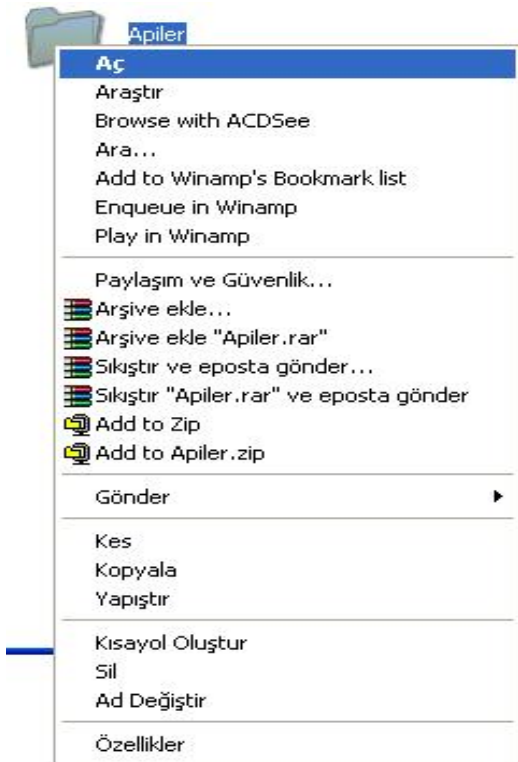 Apiler
Aç
Araştır
Browse with ACDSee
Ara...
Add to Winamp's Bookmark list
Enqueue in Winamp
Play in Winamp
Paylaşım ve Güvenlik...
Arşive ekle...
Arşive ekle "Apiler.rar"
Sıkıştır ve eposta gönder...
Sıkıştır "Apiler.rar" ve eposta gönder
Add to Zip
Add to Apiler.zip
Gönder
Kes
Kopyala
Yapıştır
Kısayol Oluştur
Sil
Ad Değiştir
Özellikler